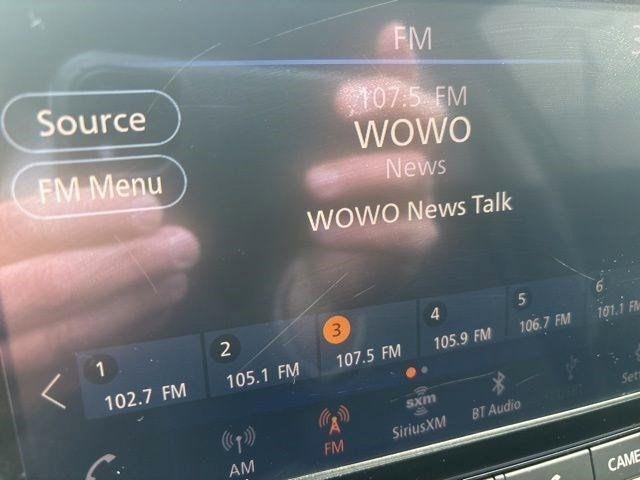 FM
107.5 FM
Source
WOWO
News
FM Menu
WOWO News Talk
1
102.7 FM
2
105.1 FM
3
107.5 FM
4
105.9 FM
5
106.7 FM
6
101.1 FM
AM
FM
sxm
SiriusXM
BT Audio
CAME